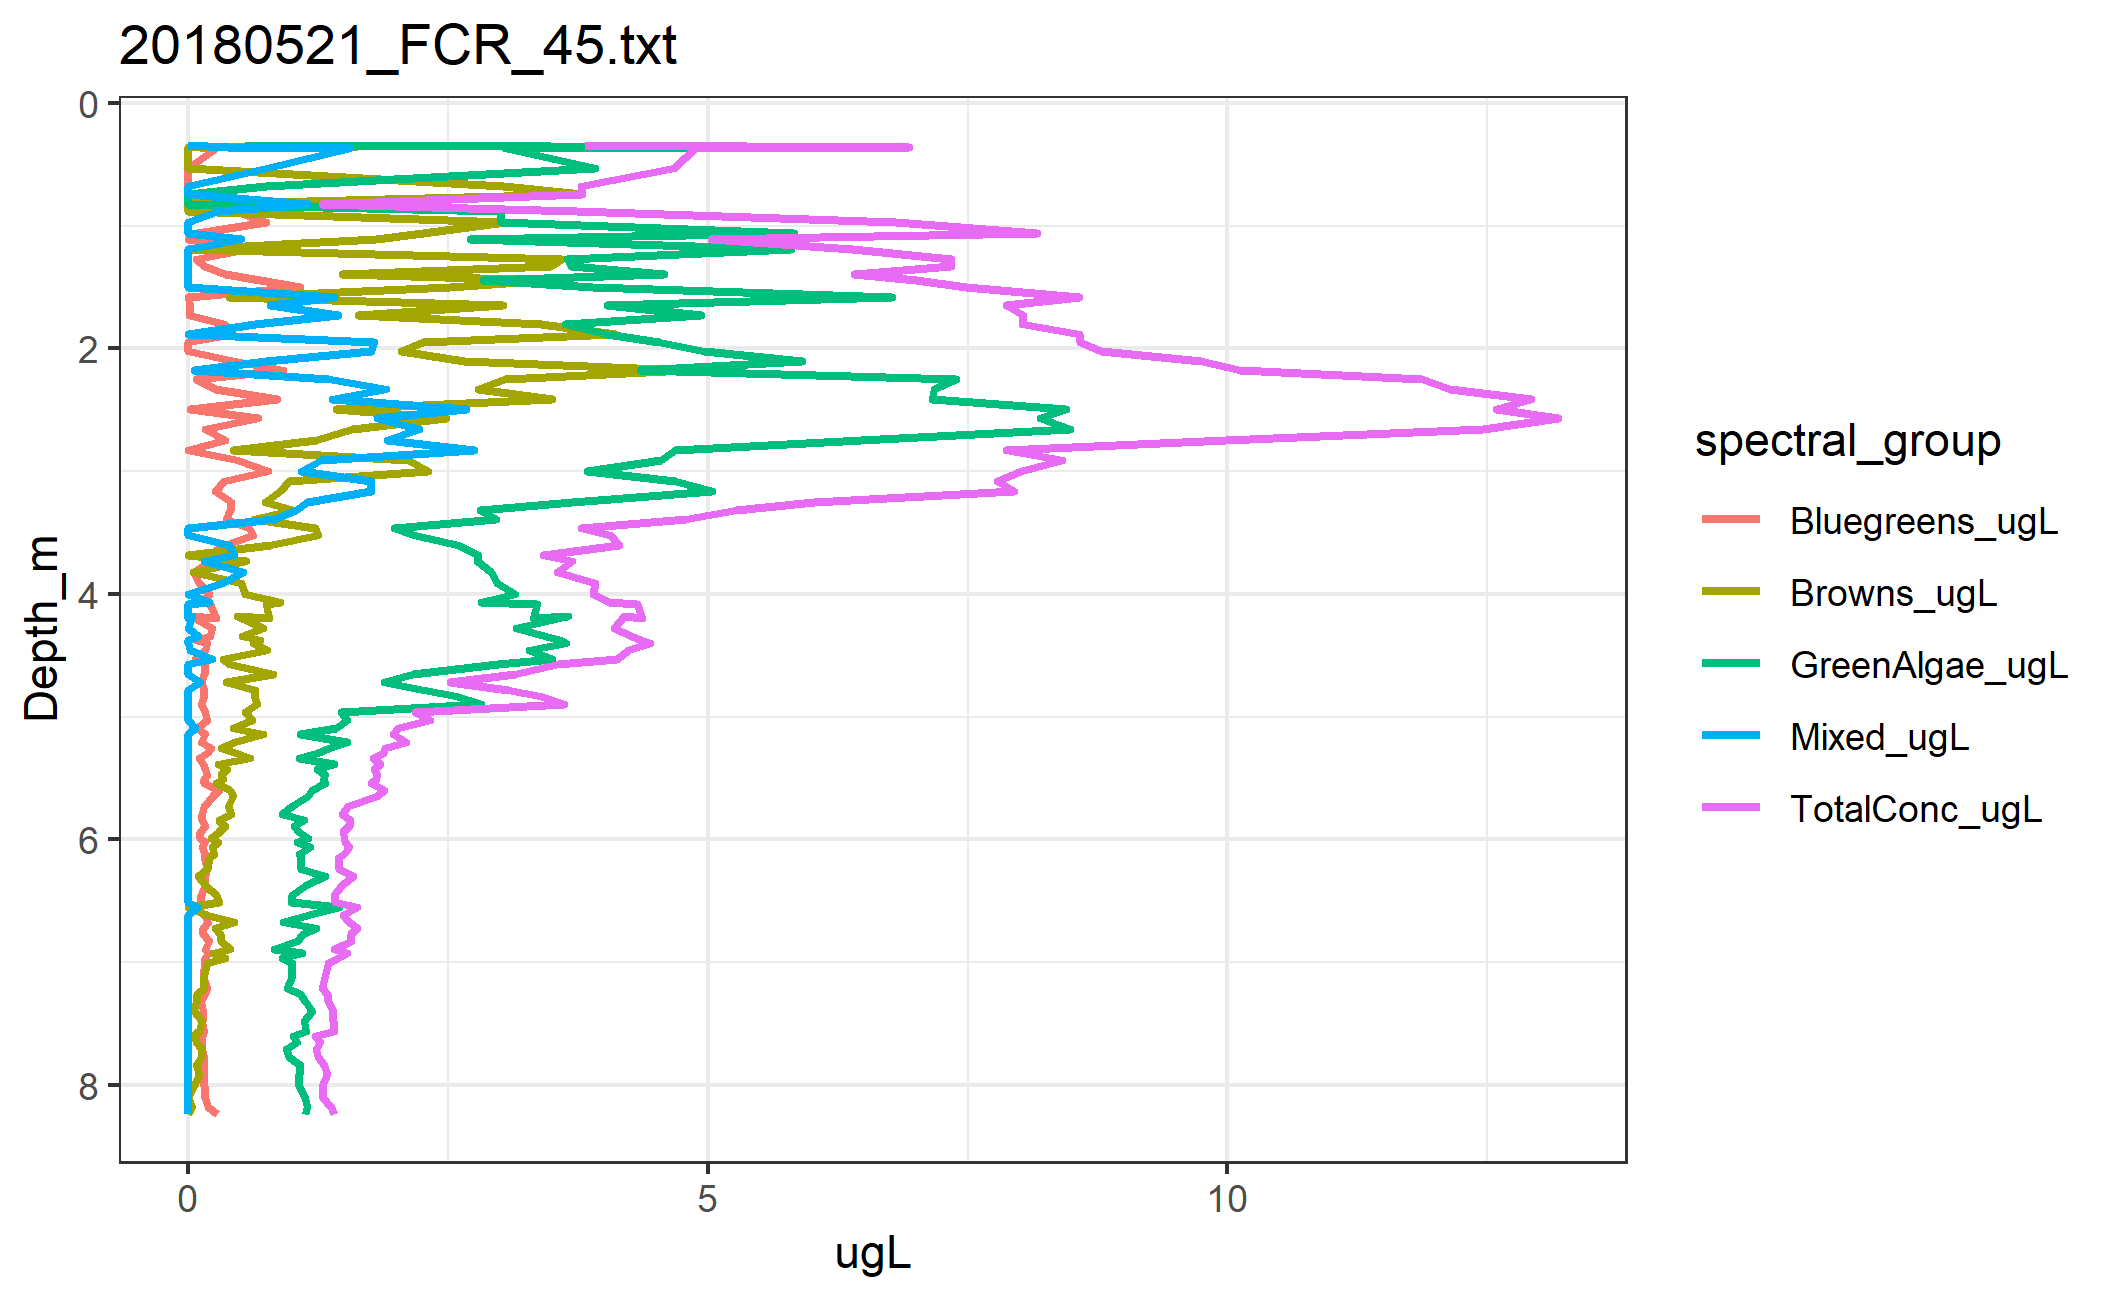 20180521_FCR_45.txt
0
2
4
6
8
Depth_m
0 5 10
ugL
spectral_group
Bluegreens_ugL
Browns_ugL
GreenAlgae_ugL
Mixed_ugL
TotalConc_ugL